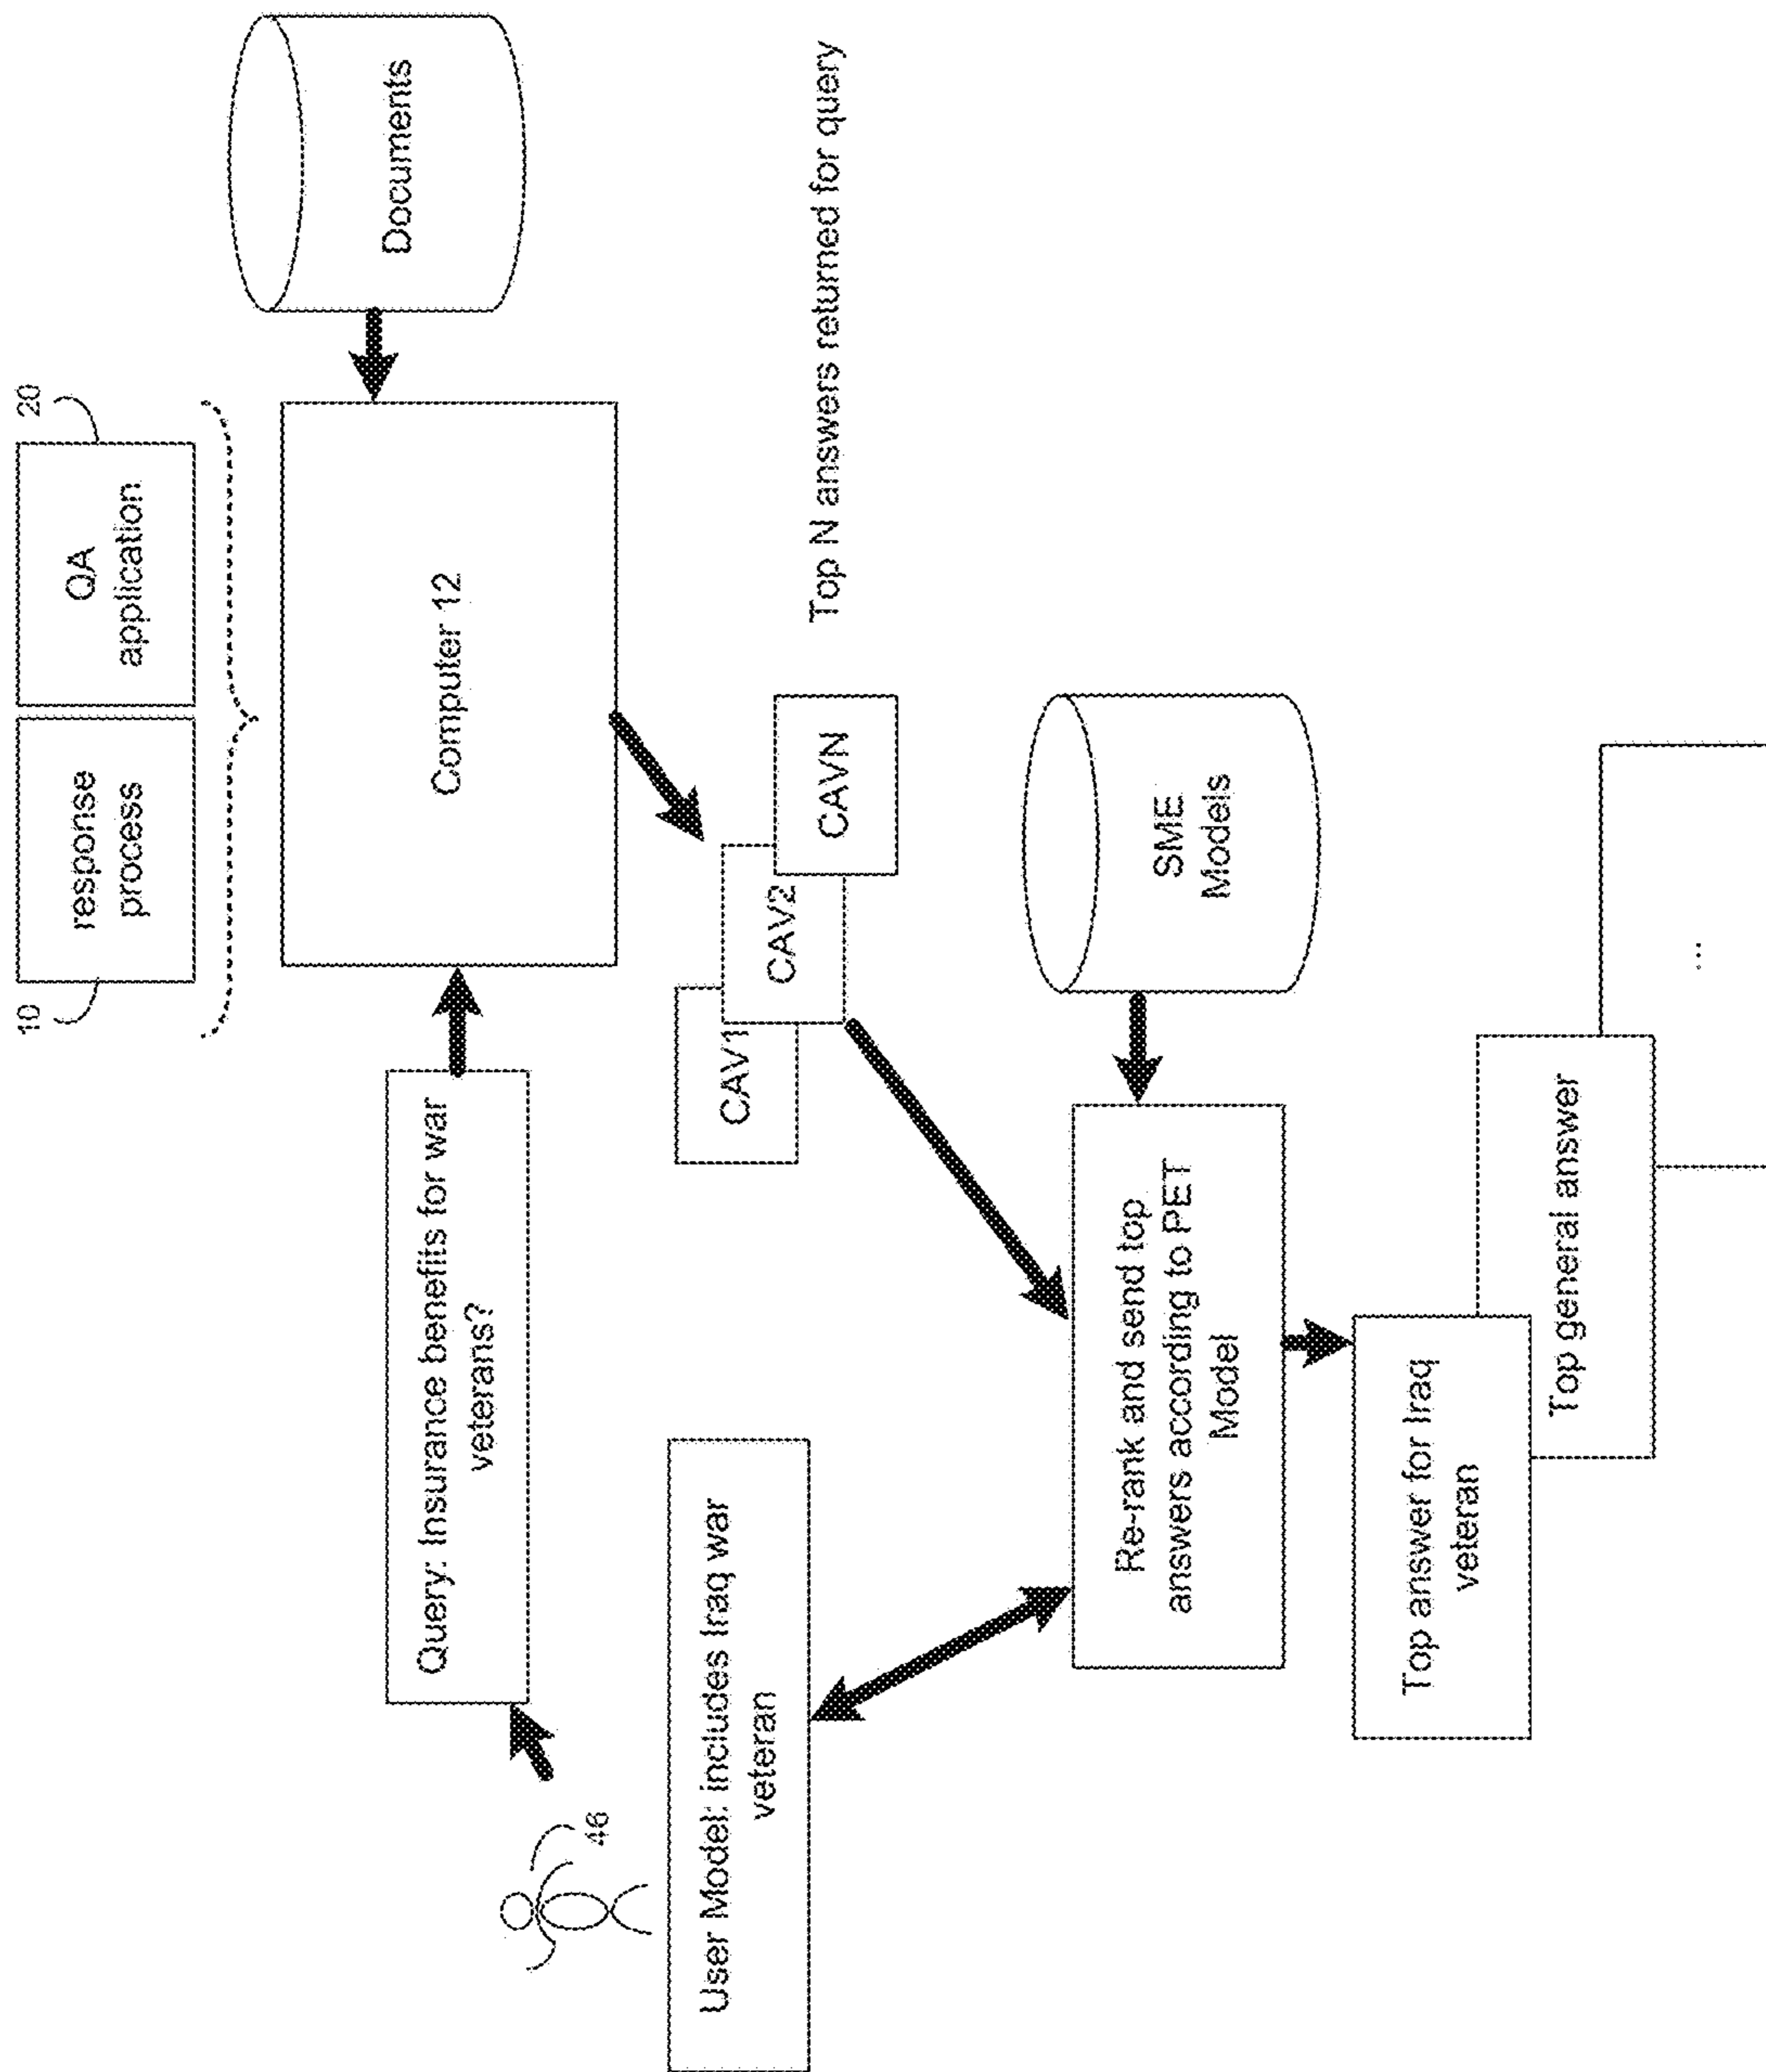 10
response
process
QA
application
20
Query: Insurance benefits for war
veterans?
Computer 12
Documents
46
User Model: includes Iraq war
veteran
CAV1
CAV2
CAVN
Top N answers returned for query
Re-rank and send top
answers according to PET
Model
SME
Models
Top answer for Iraq
veteran
Top general answer
...